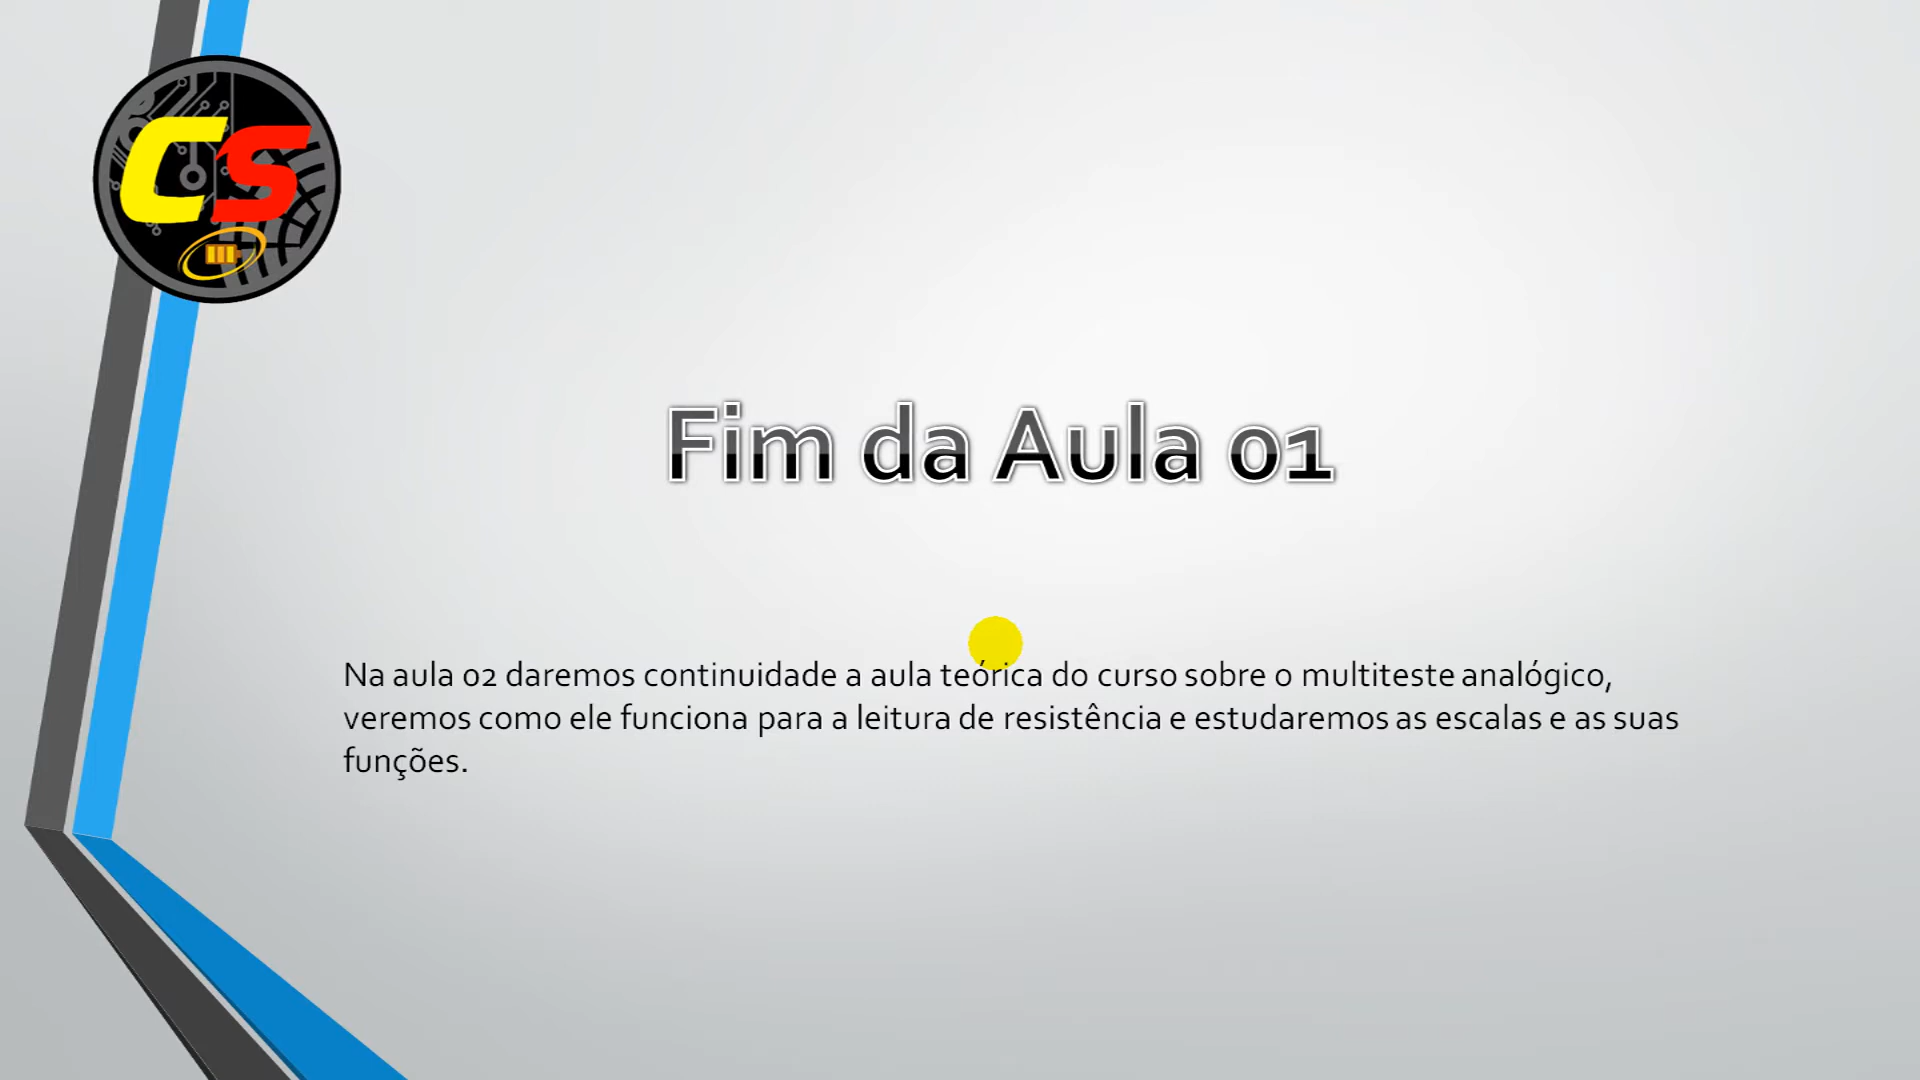 CS
Fim da Aula 01
Na aula 02 daremos continuidade a aula teórica do curso sobre o multiteste analógico,
veremos como ele funciona para a leitura de resistência e estudaremos as escalas e as suas
funções.